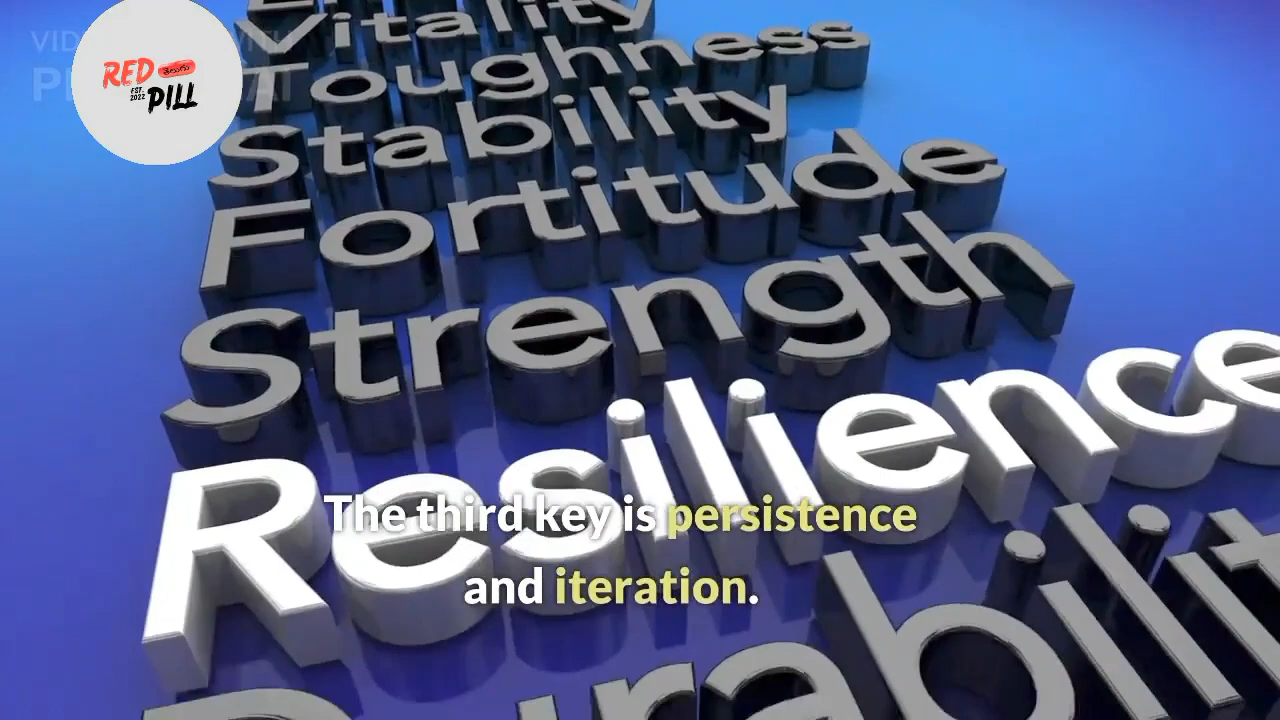 RED తెలుగు
EST.
2022 PILL
Vitality
Toughness
Stability
Fortitude
Strength
Resilience
The third key is persistence
and iteration.